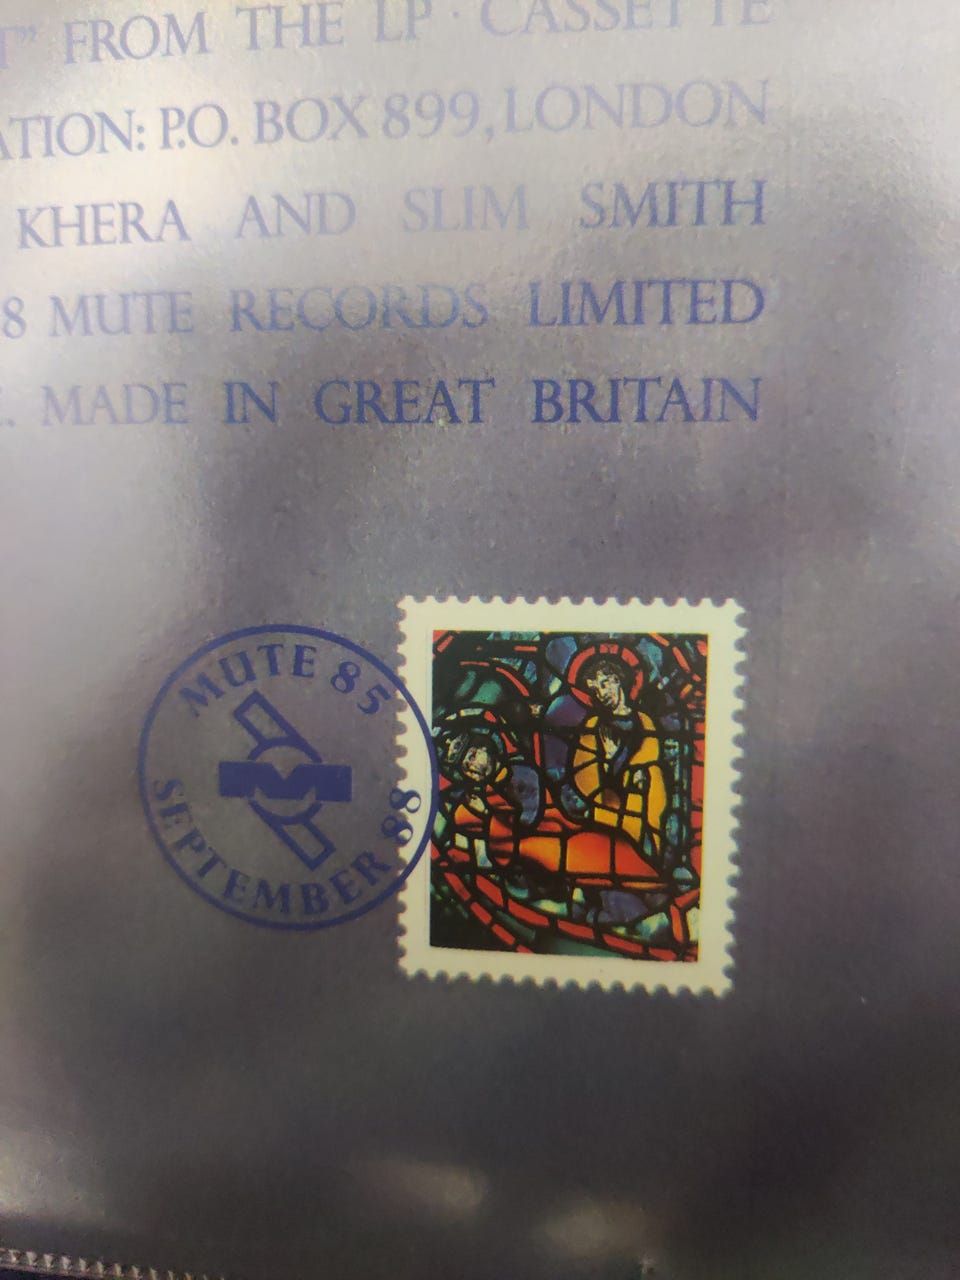 T” FROM THE LP · CASSETTE
ATION: P.O. BOX 899, LONDON
KHERA AND SLIM SMITH
8 MUTE RECORDS LIMITED
. MADE IN GREAT BRITAIN
MUTE 85
SEPTEMBER 88